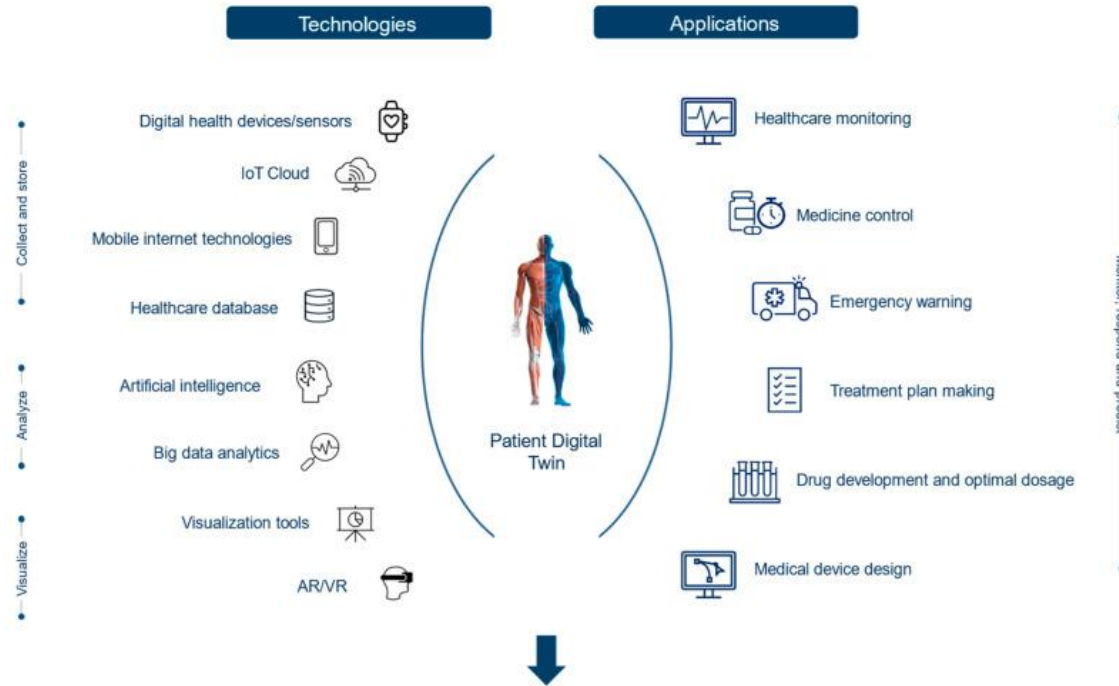 Technologies
Applications
Collect and store
Analyze
Visualize
Digital health devices/sensors
IoT Cloud
Mobile internet technologies
Healthcare database
Artificial intelligence
Big data analytics
Visualization tools
AR/VR
Patient Digital
Twin
Healthcare monitoring
Medicine control
Emergency warning
Treatment plan making
Drug development and optimal dosage
Medical device design